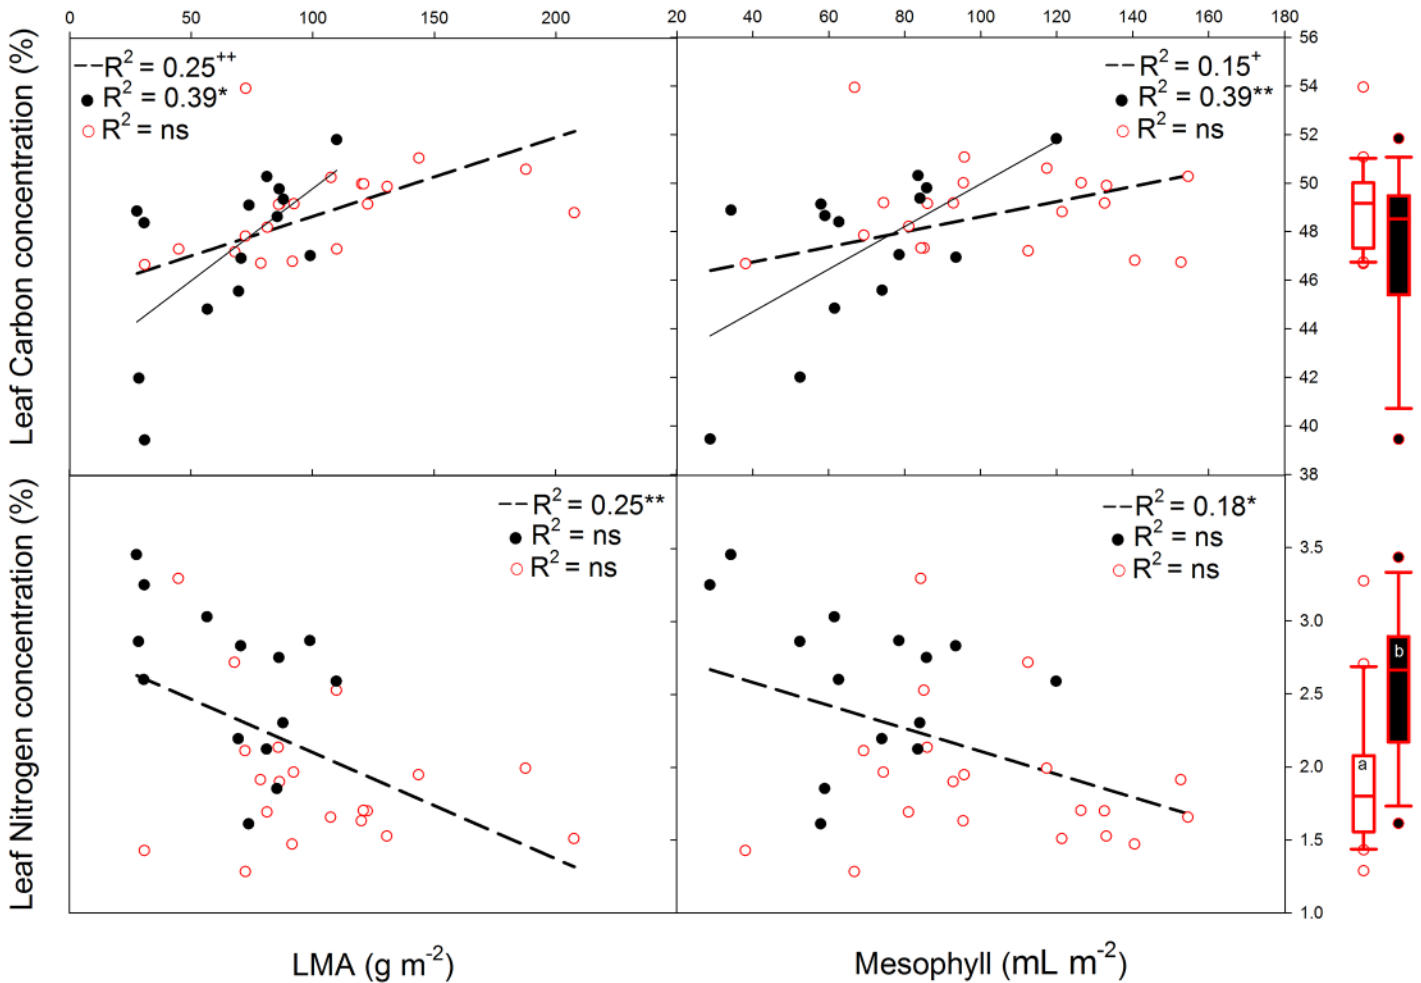 0 50 100 150 200 20 40 60 80 100 120 140 160 180
56
R² = 0.25⁺⁺
R² = 0.39*
R² = ns
R² = 0.15⁺
R² = 0.39**
R² = ns
54
52
50
48
46
44
42
40
38
Leaf Carbon concentration (%)
R² = 0.25**
R² = ns
R² = ns
R² = 0.18*
R² = ns
R² = ns
3.5
3.0
2.5
2.0
1.5
1.0
b
a
Leaf Nitrogen concentration (%)
LMA (g m⁻²)
Mesophyll (mL m⁻²)